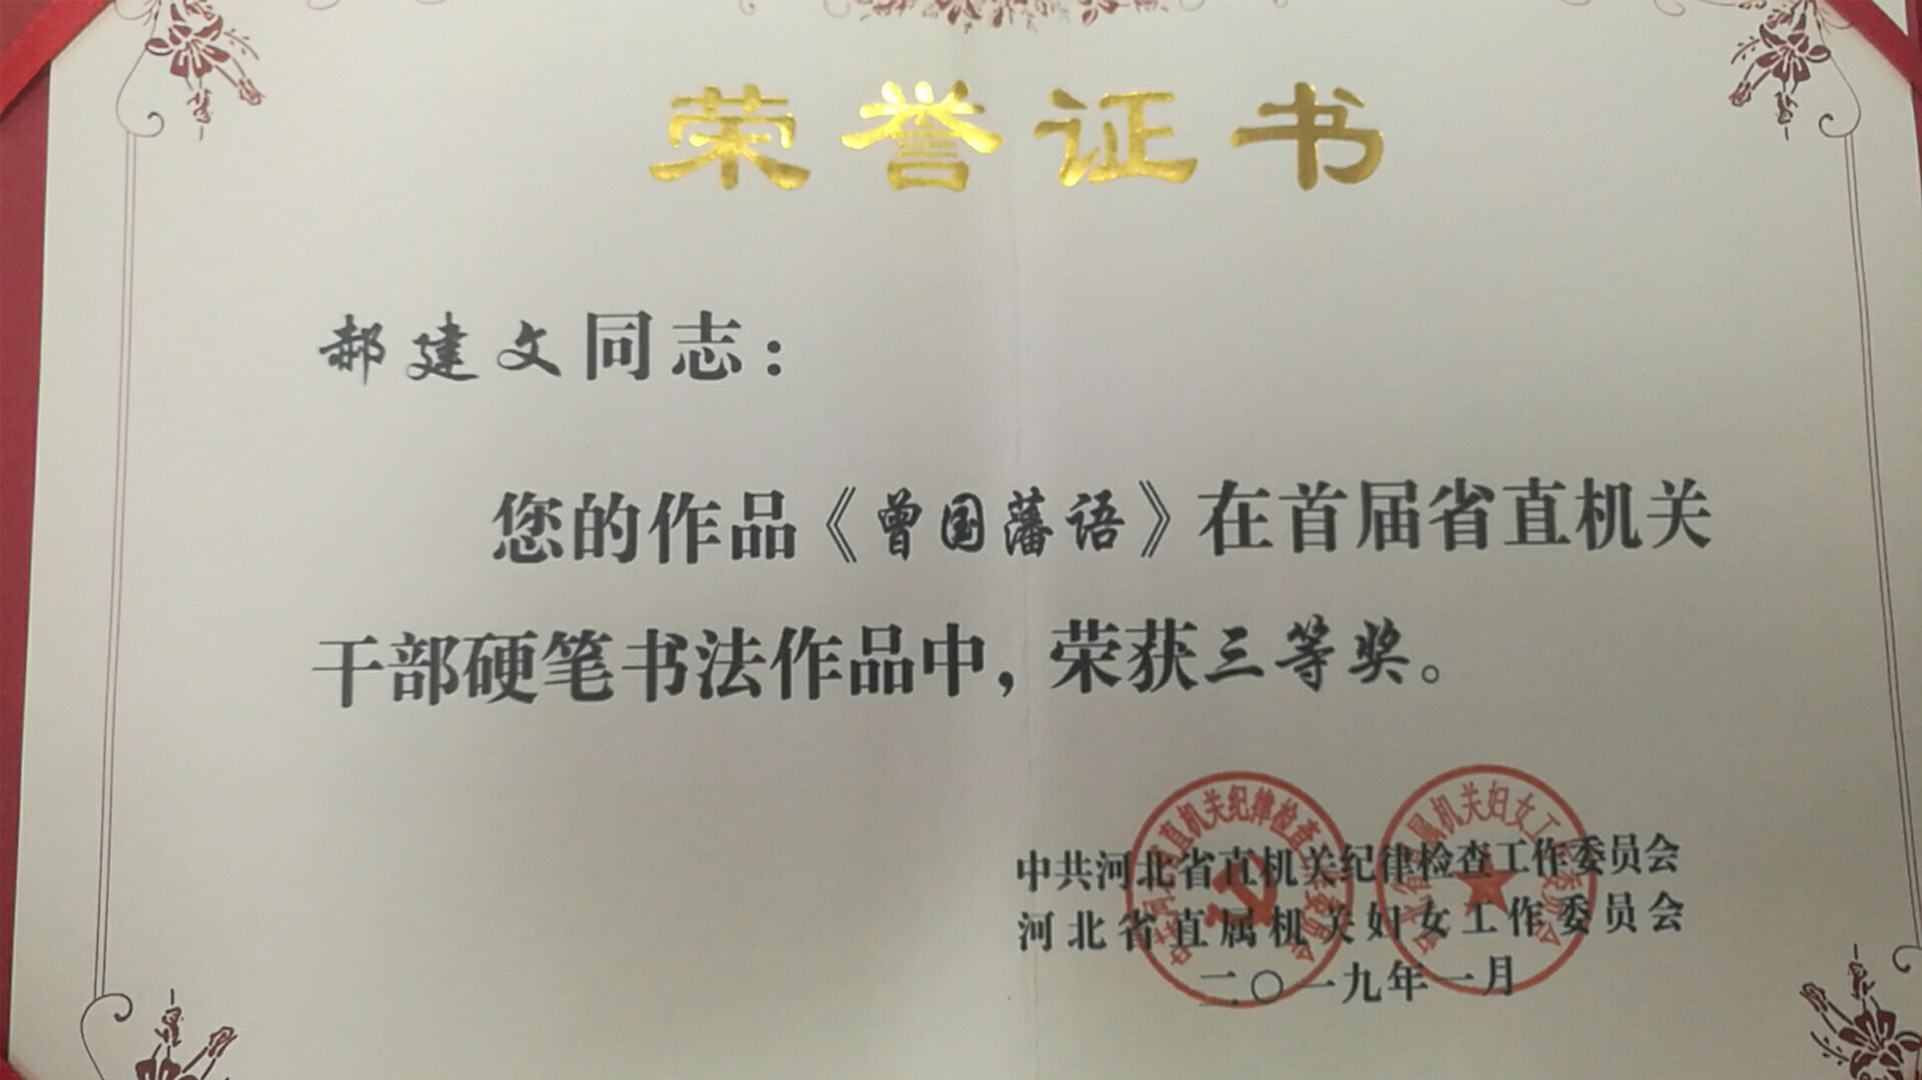 荣誉证书
郝建文同志：
您的作品《曾国藩语》在首届省直机关
干部硬笔书法作品中，荣获三等奖。
中共河北省直机关纪律检查工作委员会
河北省直属机关妇女工作委员会
二〇一九年一月